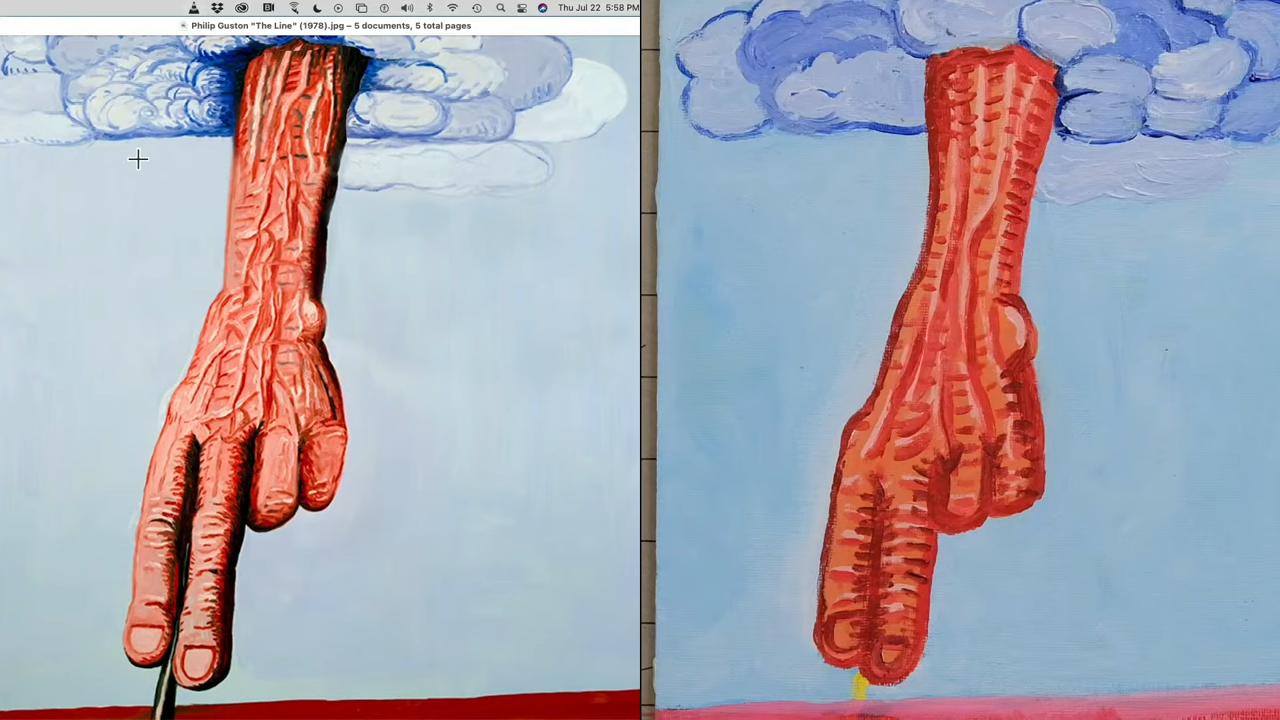 Thu Jul 22 5:58 PM
Philip Guston "The Line" (1978).jpg – 5 documents, 5 total pages